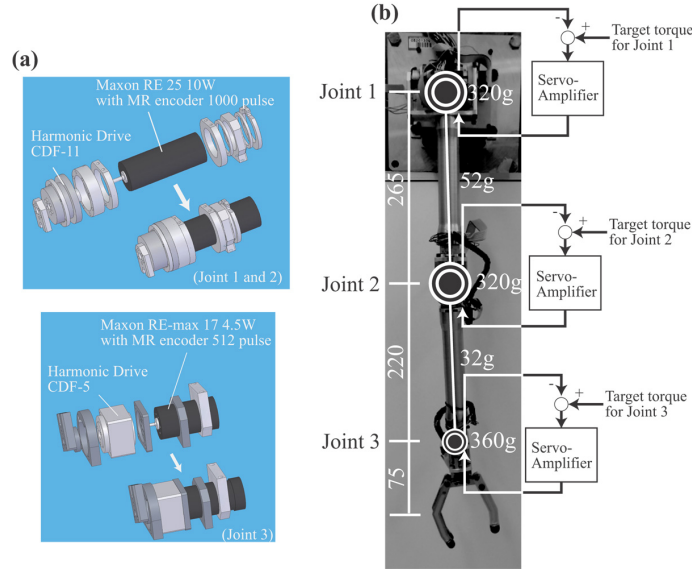 (a)
Maxon RE 25 10W
with MR encoder 1000 pulse
Harmonic Drive
CDF-11
(Joint 1 and 2)
Maxon RE-max 17 4.5W
with MR encoder 512 pulse
Harmonic Drive
CDF-5
(Joint 3)
(b)
Joint 1
320g
265
52g
Joint 2
320g
220
32g
Joint 3
360g
75
-
+
Target torque
for Joint 1
Servo-
Amplifier
-
+
Target torque
for Joint 2
Servo-
Amplifier
-
+
Target torque
for Joint 3
Servo-
Amplifier